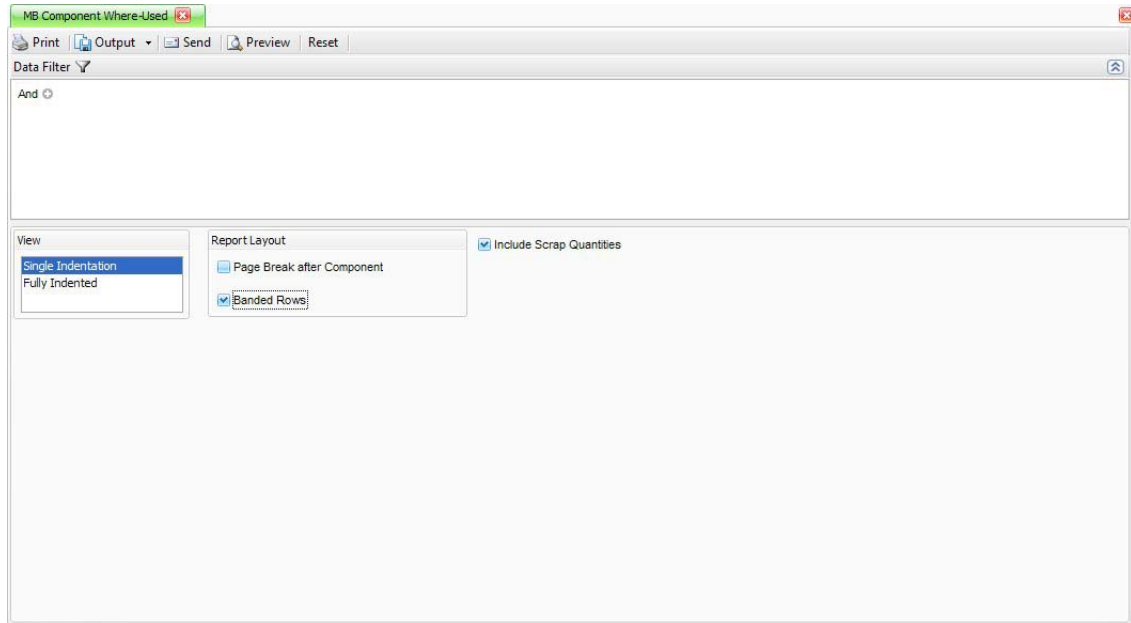 MB Component Where-Used
Print Output Send Preview Reset
Data Filter
And
View
Single Indentation
Fully Indented
Report Layout
Page Break after Component
Banded Rows
Include Scrap Quantities